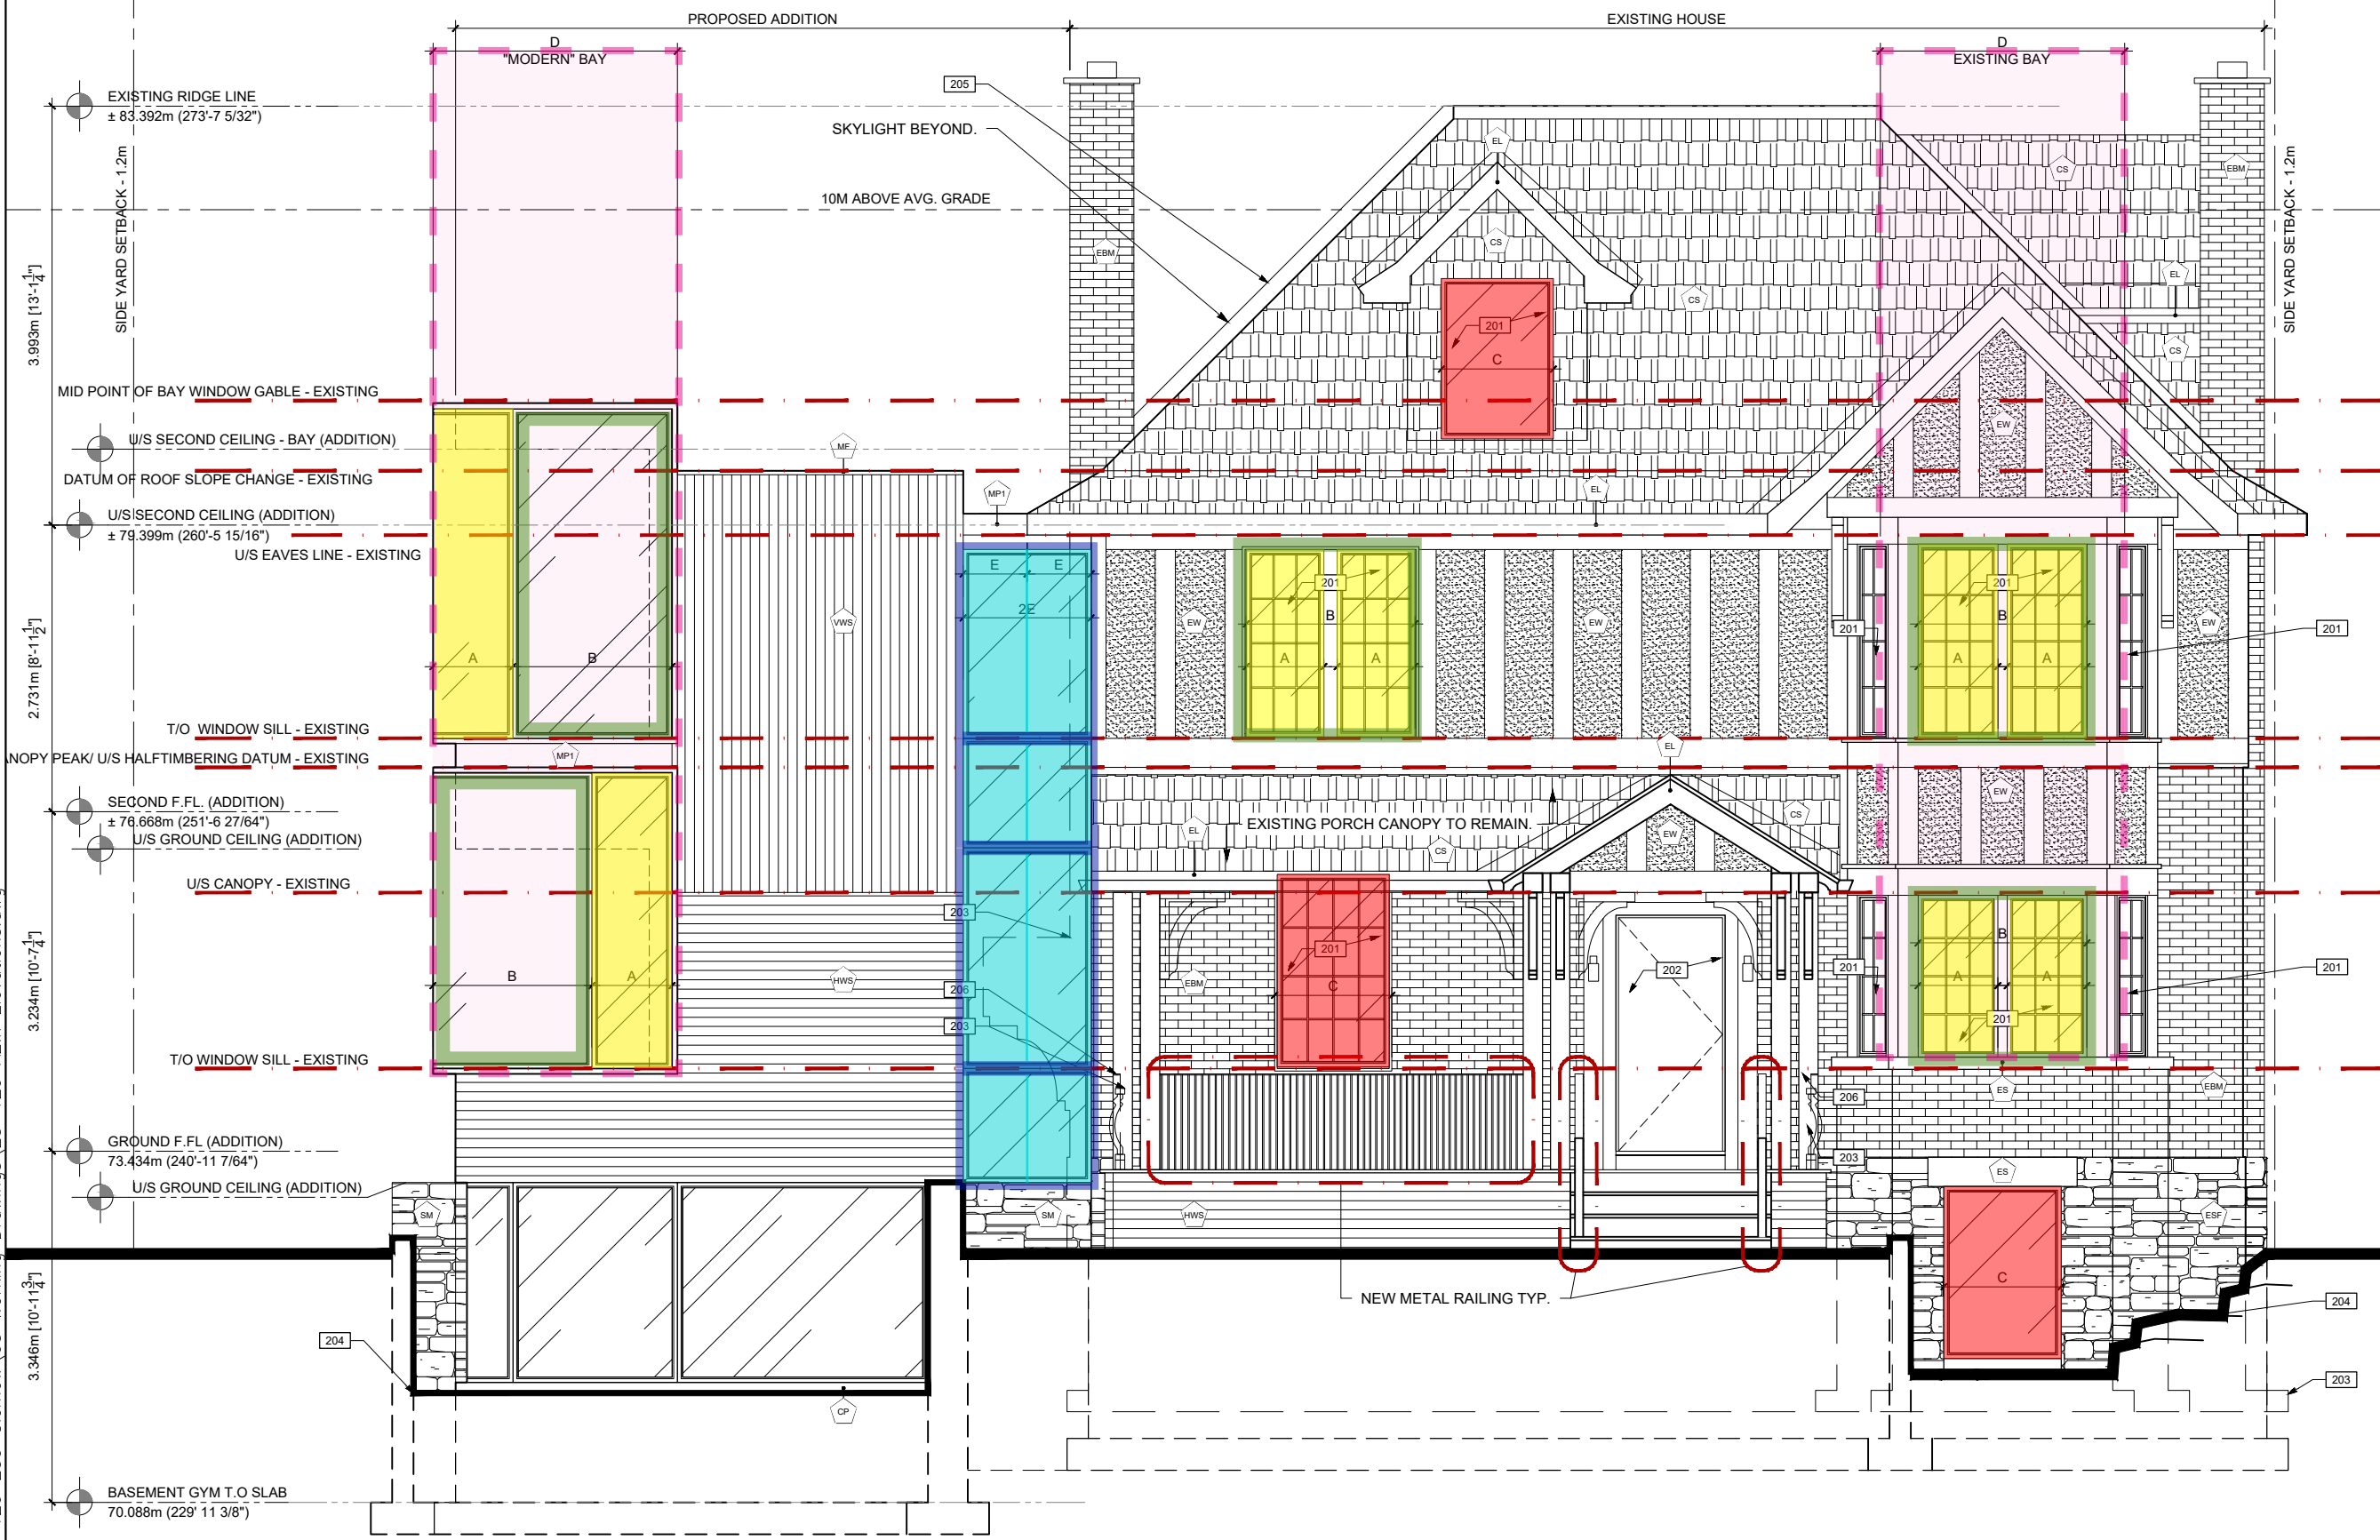 PROPOSED ADDITION
EXISTING HOUSE
D
"MODERN" BAY
D
EXISTING BAY
205
EXISTING RIDGE LINE
± 83.392m (273'-7 5/32")
SKYLIGHT BEYOND.
EL
CS
EBM
SIDE YARD SETBACK - 1.2m
SIDE YARD SETBACK - 1.2m
10M ABOVE AVG. GRADE
EBM
CS
EL
CS
3.993m [13'-1 1/4"]
201
C
CS
MID POINT OF BAY WINDOW GABLE - EXISTING
U/S SECOND CEILING - BAY (ADDITION)
MF
EW
DATUM OF ROOF SLOPE CHANGE - EXISTING
MP1
EL
U/S SECOND CEILING (ADDITION)
± 79.399m (260'-5 15/16")
U/S EAVES LINE - EXISTING
E
E
2E
201
B
201
B
VWS
EW
EW
201
EW
201
2.731m [8'-11 1/2"]
A
B
A
A
A
A
T/O WINDOW SILL - EXISTING
MP1
EL
U/S HALFTIMBERING DATUM - EXISTING
EW
SECOND F.FL. (ADDITION)
± 76.668m (251'-6 27/64")
U/S GROUND CEILING (ADDITION)
EL
EXISTING PORCH CANOPY TO REMAIN.
EW
CS
CS
U/S CANOPY - EXISTING
203
201
B
3.234m [10'-7 1/4"]
B
A
HWS
EBM
C
202
201
A
A
201
206
203
201
T/O WINDOW SILL - EXISTING
ES
EBM
206
GROUND F.FL (ADDITION)
73.434m (240'-11 7/64")
203
ES
U/S GROUND CEILING (ADDITION)
SM
SM
HWS
ESF
C
3.346m [10'-11 3/4"]
NEW METAL RAILING TYP.
204
204
203
CP
BASEMENT GYM T.O SLAB
70.088m (229' 11 3/8")